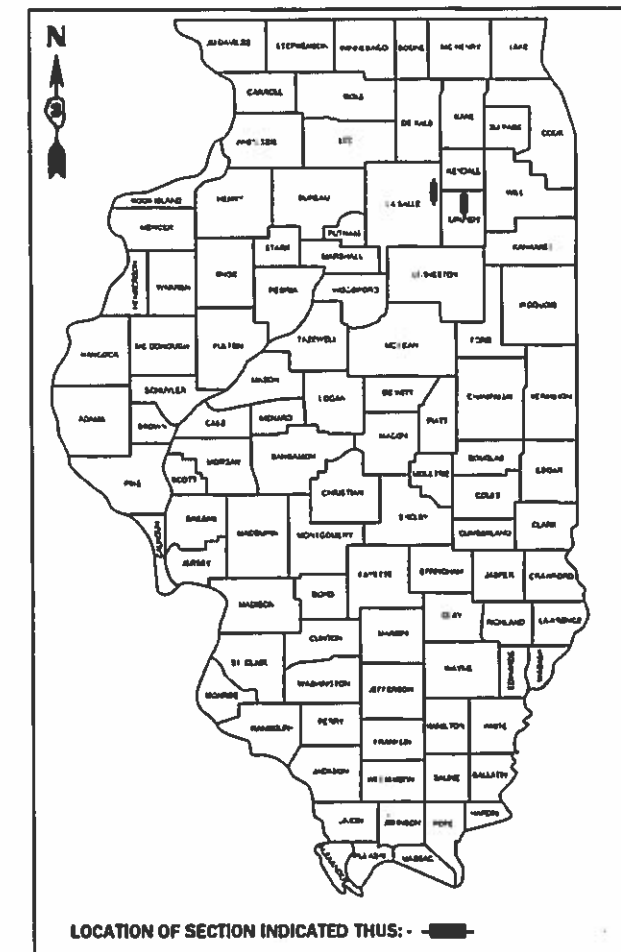 N
JO DAVIESS STEPHENSON WINNEBAGO BOONE MC HENRY LAKE
CARROLL OGLE
DE KALB KANE DU PAGE COOK
WHITESIDE LEE
KENDALL
ROCK ISLAND HENRY BUREAU LA SALLE WILL
MERCER PUTNAM GRUNDY
STARK MARSHALL KANKAKEE
HENDERSON WARREN KNOX LIVINGSTON
PEORIA WOODFORD IROQUOIS
HANCOCK MC DONOUGH FULTON TAZEWELL MC LEAN FORD
MASON
SCHUYLER LOGAN DE WITT CHAMPAIGN VERMILION
ADAMS BROWN CASS MENARD PIATT
MACON
MORGAN SANGAMON DOUGLAS
PIKE SCOTT MOULTRIE EDGAR
CHRISTIAN COLES
GREENE MACOUPIN SHELBY
CALHOUN MONTGOMERY CUMBERLAND CLARK
JERSEY FAYETTE EFFINGHAM JASPER CRAWFORD
MADISON BOND
CLAY RICHLAND LAWRENCE
CLINTON MARION
ST. CLAIR WAYNE EDWARDS WABASH
WASHINGTON JEFFERSON
MONROE
RANDOLPH PERRY HAMILTON WHITE
FRANKLIN
JACKSON WILLIAMSON SALINE GALLATIN
UNION JOHNSON POPE HARDIN
ALEXANDER PULASKI MASSAC
LOCATION OF SECTION INDICATED THUS: -